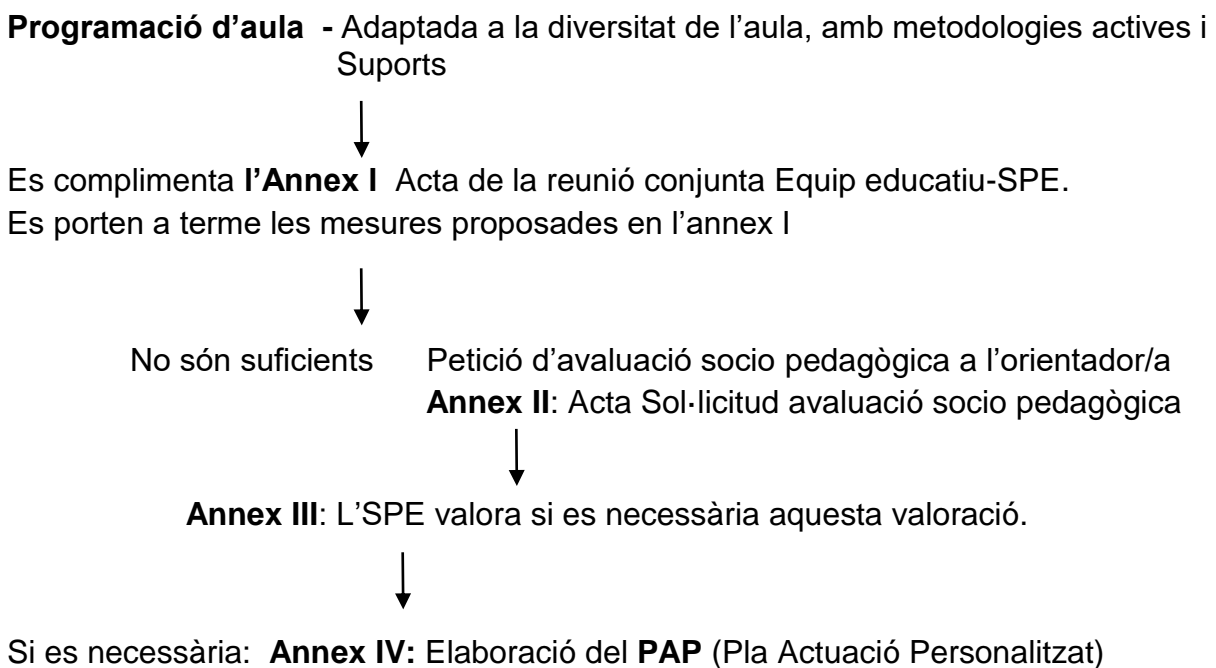 Programació d’aula - Adaptada a la diversitat de l’aula, amb metodologies actives i
Suports
Es complimenta l’Annex I Acta de la reunió conjunta Equip educatiu-SPE.
Es porten a terme les mesures proposades en l’annex I
No són suficients Petició d’avaluació socio pedagògica a l’orientador/a
Annex II: Acta Sol·licitud avaluació socio pedagògica
Annex III: L’SPE valora si es necessària aquesta valoració.
Si es necessària: Annex IV: Elaboració del PAP (Pla Actuació Personalitzat)